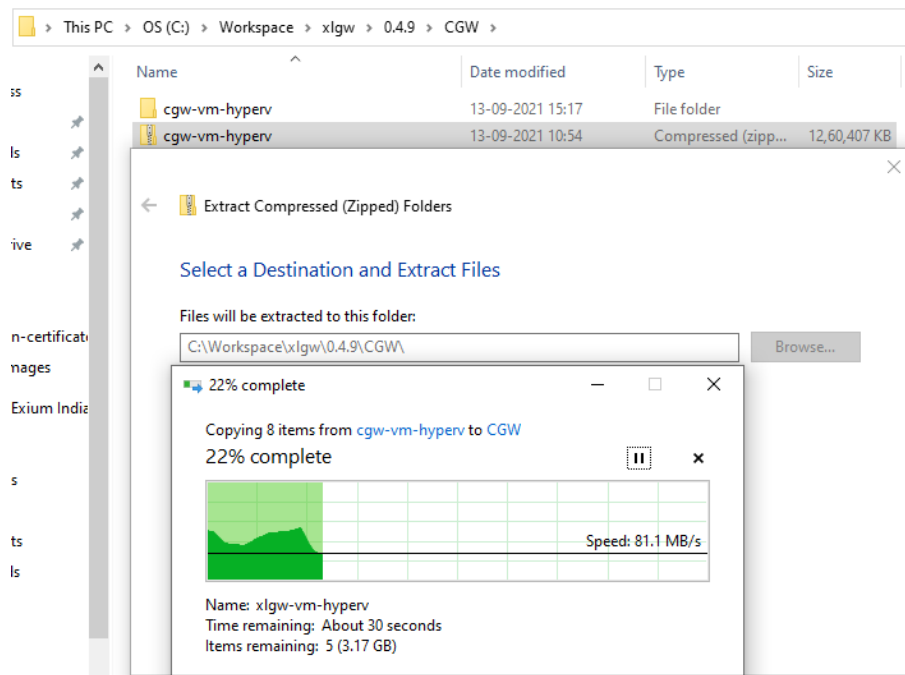 This PC > OS (C:) > Workspace > xlgw > 0.4.9 > CGW >
Name Date modified Type Size
ss
cgw-vm-hyperv 13-09-2021 15:17 File folder
cgw-vm-hyperv 13-09-2021 10:54 Compressed (zipp... 12,60,407 KB
ls
ts
Extract Compressed (Zipped) Folders
ive
Select a Destination and Extract Files
Files will be extracted to this folder:
n-certificat
C:\Workspace\xlgw\0.4.9\CGW\ Browse...
mages
22% complete
Exium India
Copying 8 items from cgw-vm-hyperv to CGW
22% complete
s
ts
Speed: 81.1 MB/s
ls
Name: xlgw-vm-hyperv
Time remaining: About 30 seconds
Items remaining: 5 (3.17 GB)